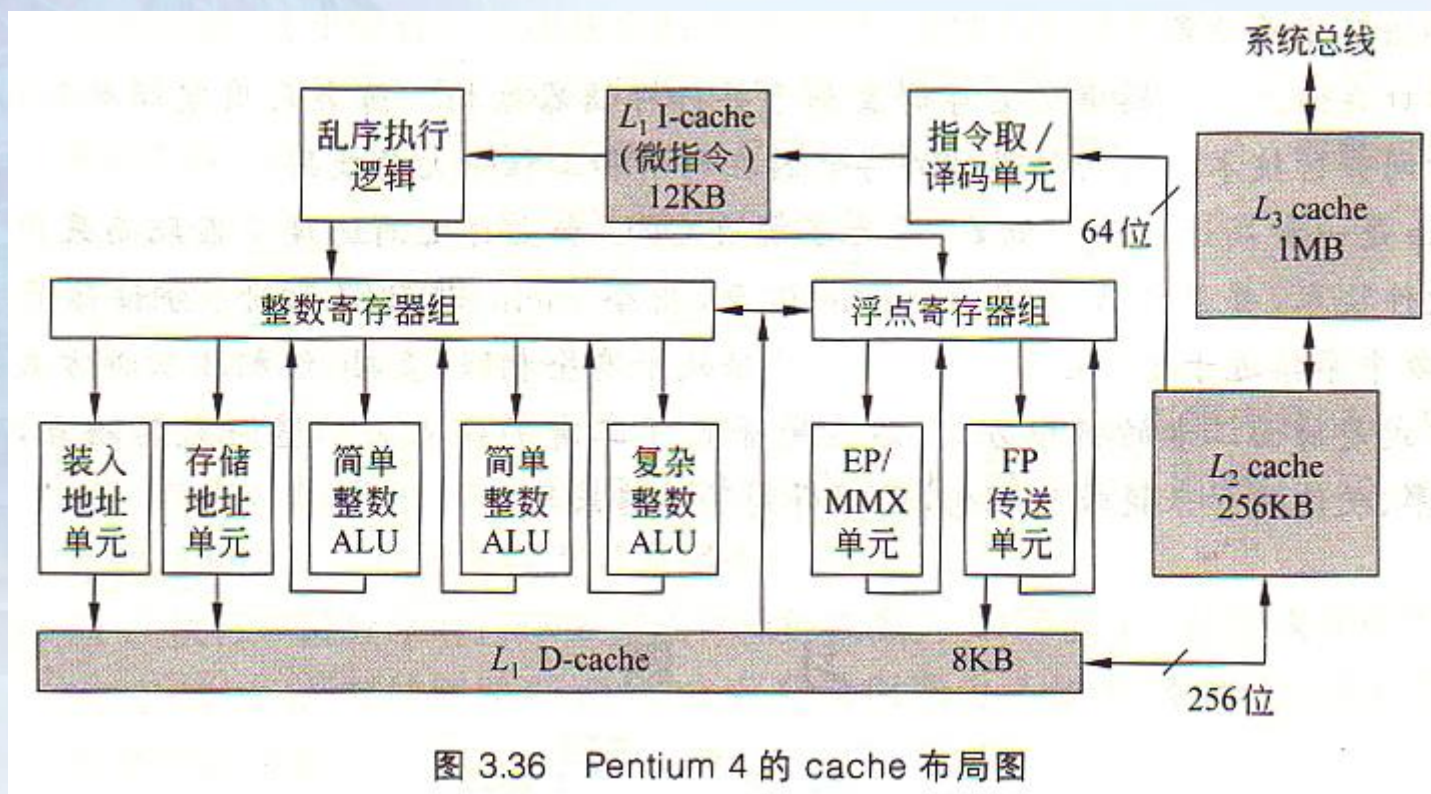 系统总线
乱序执行
逻辑
L₁ I-cache
(微指令)
12KB
指令取/
译码单元
64位
L₃ cache
1MB
整数寄存器组
浮点寄存器组
装入
地址
单元
存储
地址
单元
简单
整数
ALU
简单
整数
ALU
复杂
整数
ALU
EP/
MMX
单元
FP
传送
单元
L₂ cache
256KB
L₁ D-cache
8KB
256位
图 3.36 Pentium 4 的 cache 布局图